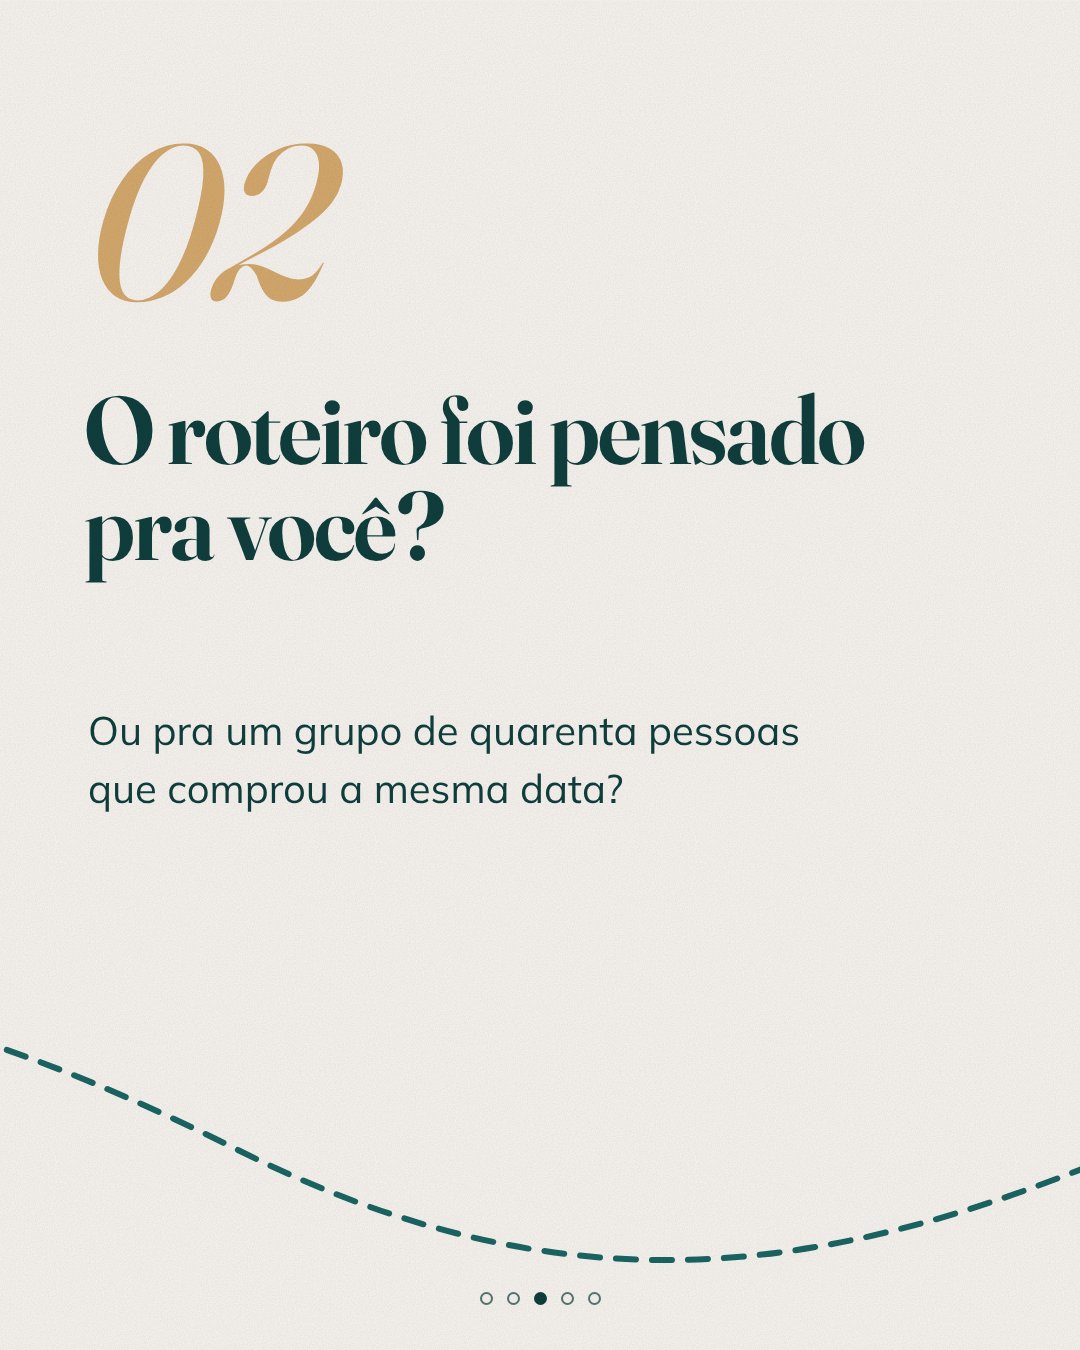 02
O roteiro foi pensado
pra você?
Ou pra um grupo de quarenta pessoas
que comprou a mesma data?